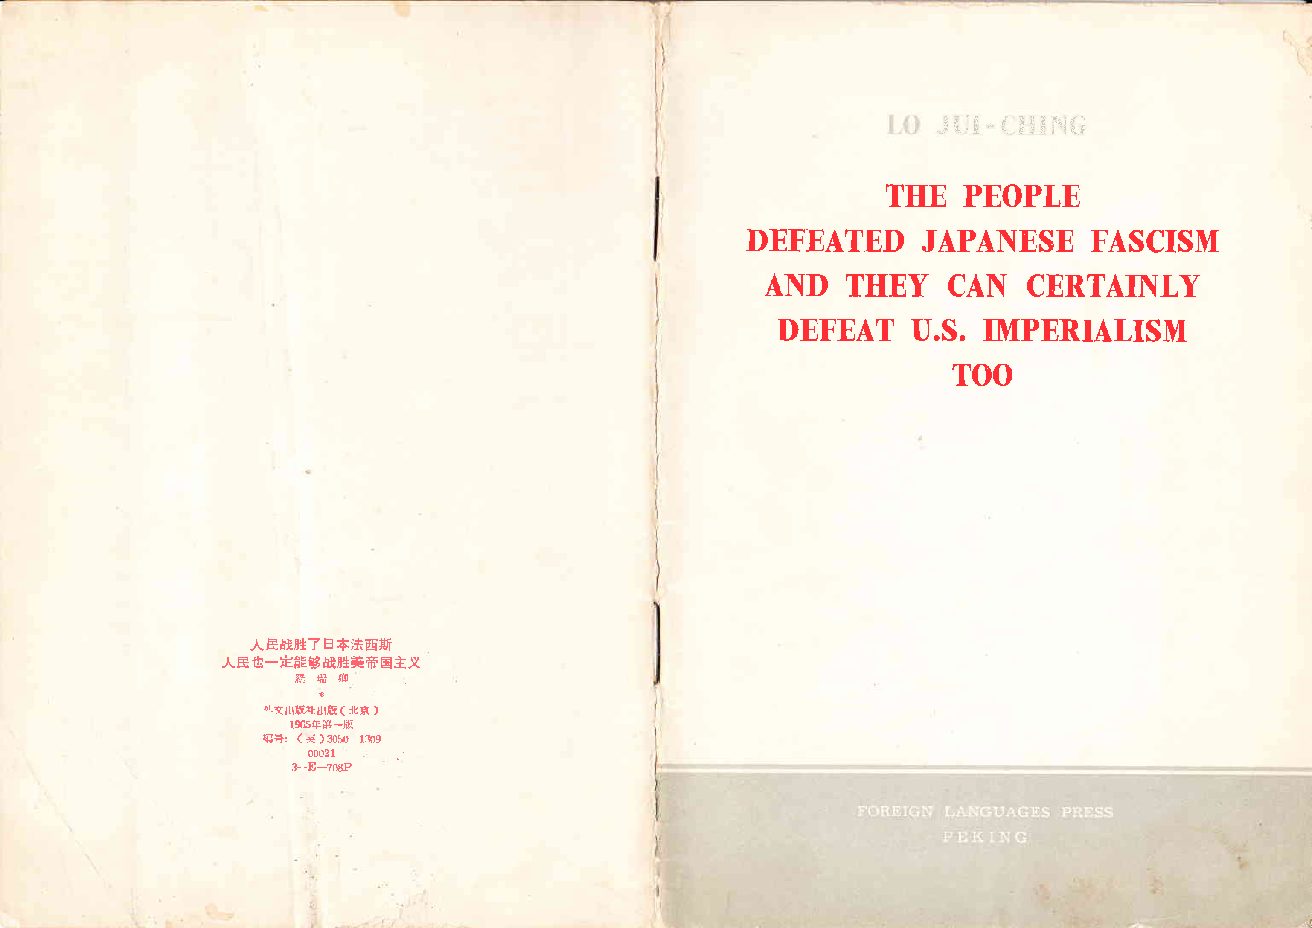 人民战胜了日本法西斯
人民也一定能够战胜美帝国主义
罗瑞卿
*
外文出版社出版(北京)
1965年第一版
编号:(英)3050—1309
00021
3—E—708P
LO JUI-CHING
THE PEOPLE
DEFEATED JAPANESE FASCISM
AND THEY CAN CERTAINLY
DEFEAT U.S. IMPERIALISM
TOO
FOREIGN LANGUAGES PRESS
PEKING